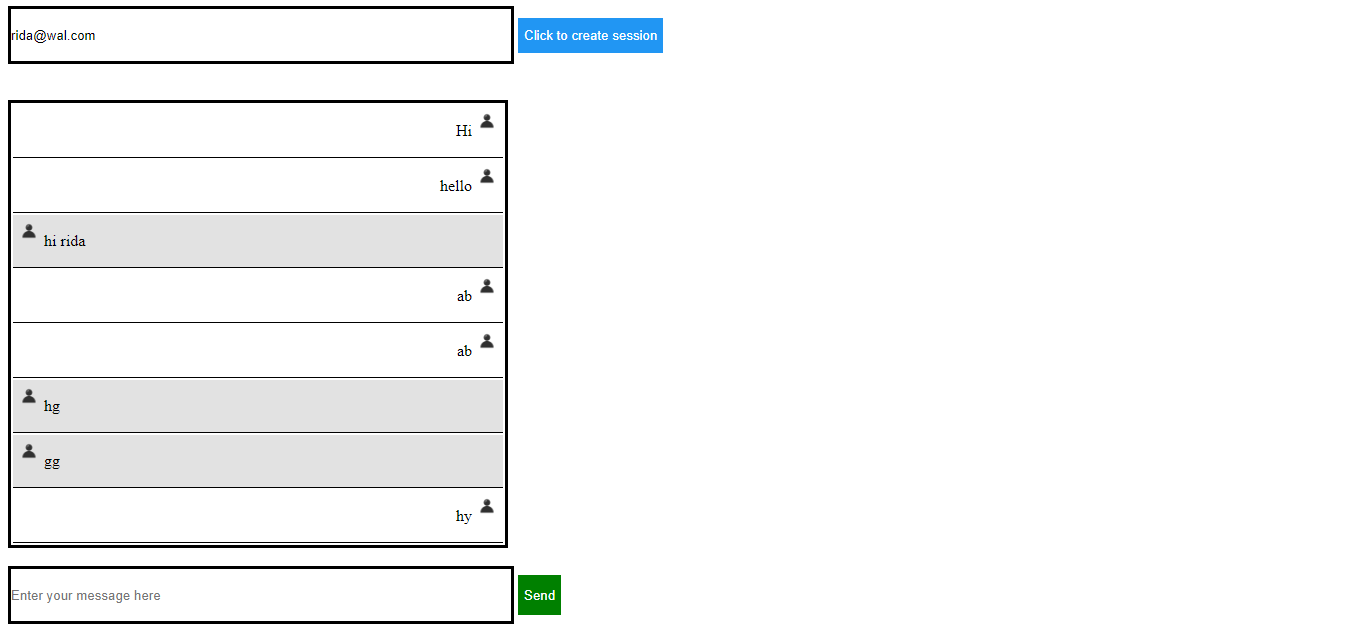 rida@wal.com
Click to create session
Hi
hello
hi rida
ab
ab
hg
gg
hy
Enter your message here
Send